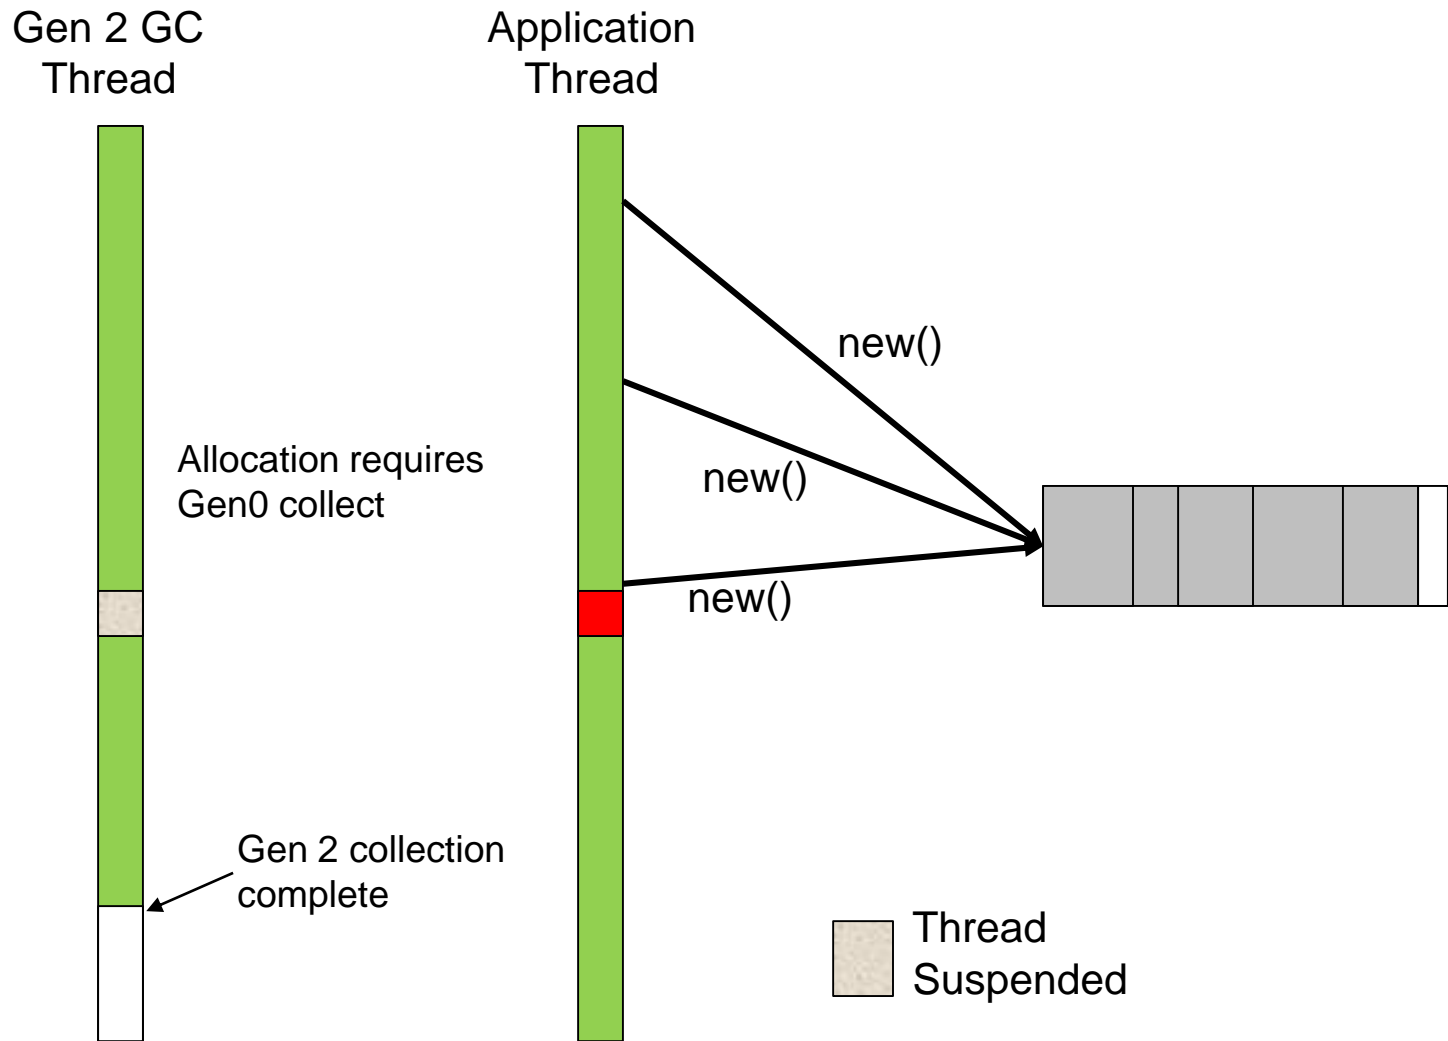 Gen 2 GC
Thread
Application
Thread
new()
new()
new()
Allocation requires
Gen0 collect
Gen 2 collection
complete
Thread
Suspended